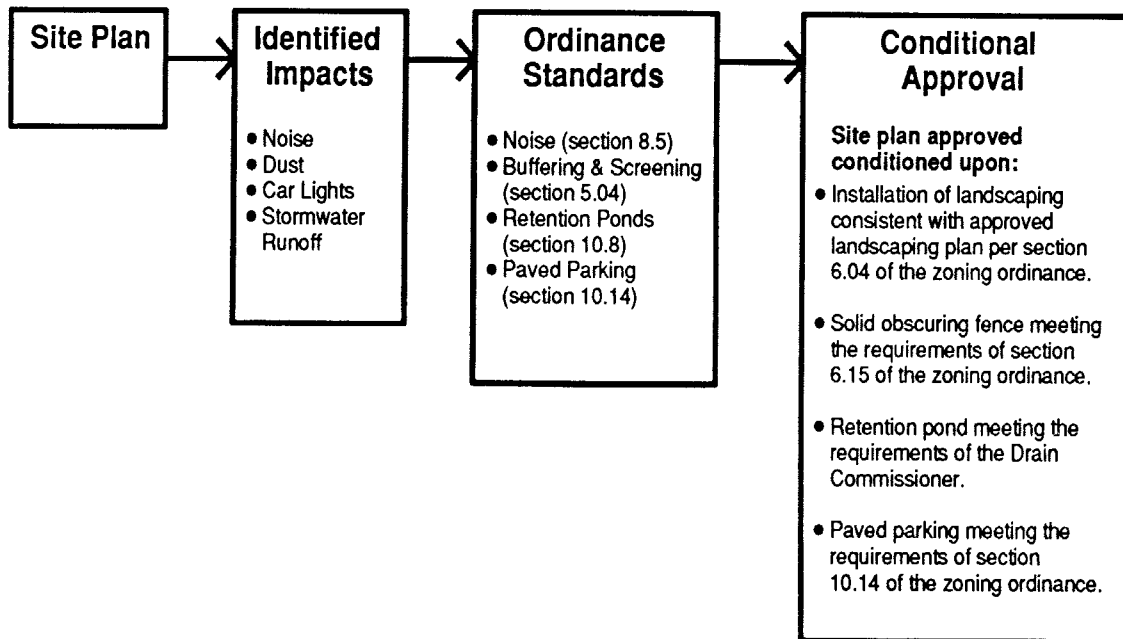 Site Plan
Identified
Impacts
● Noise
● Dust
● Car Lights
● Stormwater
Runoff
Ordinance
Standards
● Noise (section 8.5)
● Buffering & Screening
(section 5.04)
● Retention Ponds
(section 10.8)
● Paved Parking
(section 10.14)
Conditional
Approval
Site plan approved
conditioned upon:
● Installation of landscaping
consistent with approved
landscaping plan per section
6.04 of the zoning ordinance.
● Solid obscuring fence meeting
the requirements of section
6.15 of the zoning ordinance.
● Retention pond meeting the
requirements of the Drain
Commissioner.
● Paved parking meeting the
requirements of section
10.14 of the zoning ordinance.